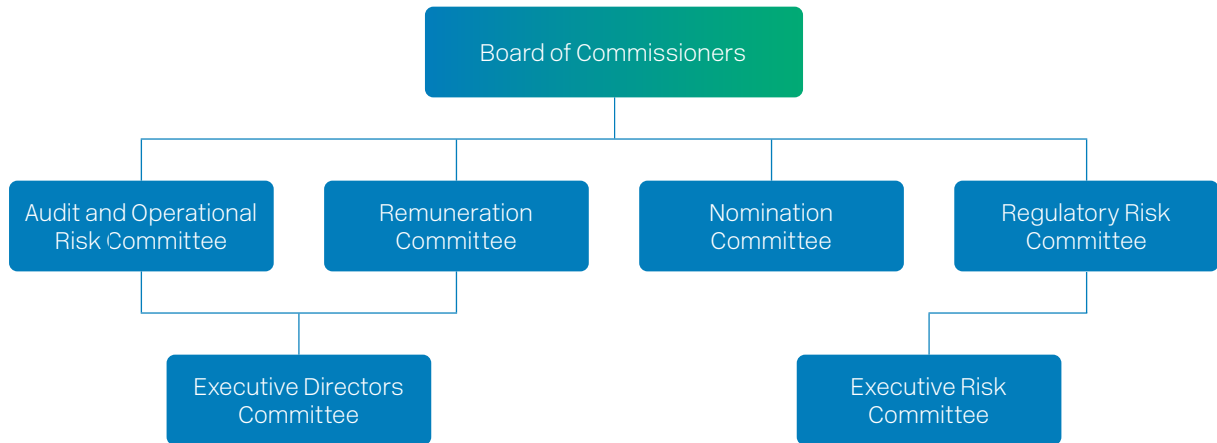 Board of Commissioners
Audit and Operational
Risk Committee
Remuneration
Committee
Nomination
Committee
Regulatory Risk
Committee
Executive Directors
Committee
Executive Risk
Committee